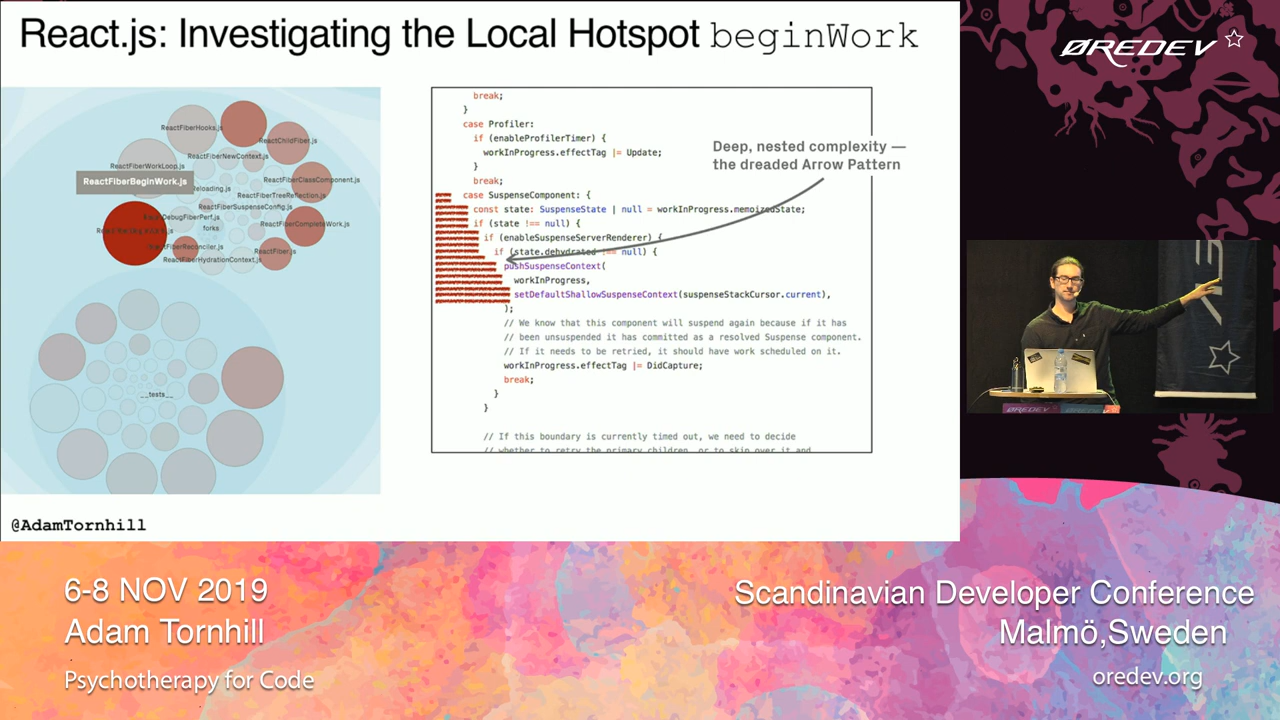 React.js: Investigating the Local Hotspot beginWork
ØREDEV
ReactFiberHooks.js
ReactChildFiber.js
ReactFiberNewContext.js
ReactFiberWorkLoop.js
ReactFiberBeginWork.js
ReactFiberClassComponent.js
Reloading.js
ReactFiberTreeReflection.js
ReactFiberSuspenseConfig.js
DebugFiberPerf.js
ReactFiberCompleteWork.js
forks
FiberReconciler.js
ReactFiber.js
ReactFiberHydrationContext.js
__tests__
break;
}
case Profiler:
if (enableProfilerTimer) {
workInProgress.effectTag |= Update;
}
break;
case SuspenseComponent: {
const state: SuspenseState | null = workInProgress.memoizedState;
if (state !== null) {
if (enableSuspenseServerRenderer) {
if (state.dehydrated !== null) {
pushSuspenseContext(
workInProgress,
setDefaultShallowSuspenseContext(suspenseStackCursor.current),
);
// We know that this component will suspend again because if it has
// been unsuspended it has committed as a resolved Suspense component.
// If it needs to be retried, it should have work scheduled on it.
workInProgress.effectTag |= DidCapture;
break;
}
}
// If this boundary is currently timed out, we need to decide
// whether to retry the primary children, or to skip over it and
Deep, nested complexity —
the dreaded Arrow Pattern
@AdamTornhill
ØREDEV
6-8 NOV 2019
Adam Tornhill
Psychotherapy for Code
Scandinavian Developer Conference
Malmö,Sweden
oredev.org